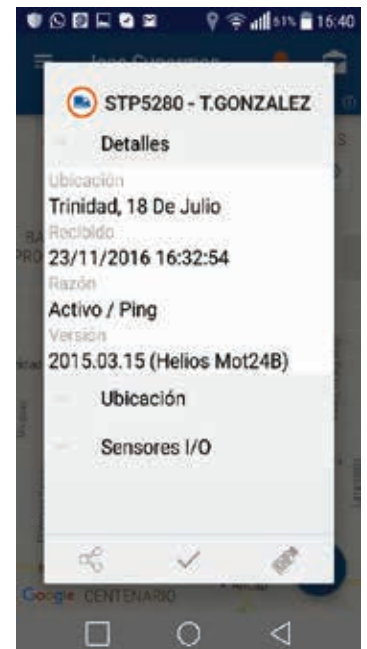 61% 16:40
STP5280 - T.GONZALEZ
Detalles
Ubicación
Trinidad, 18 De Julio
Recibido
23/11/2016 16:32:54
Razón
Activo / Ping
Versión
2015.03.15 (Helios Mot24B)
Ubicación
Sensores I/O
Google CENTENARIO